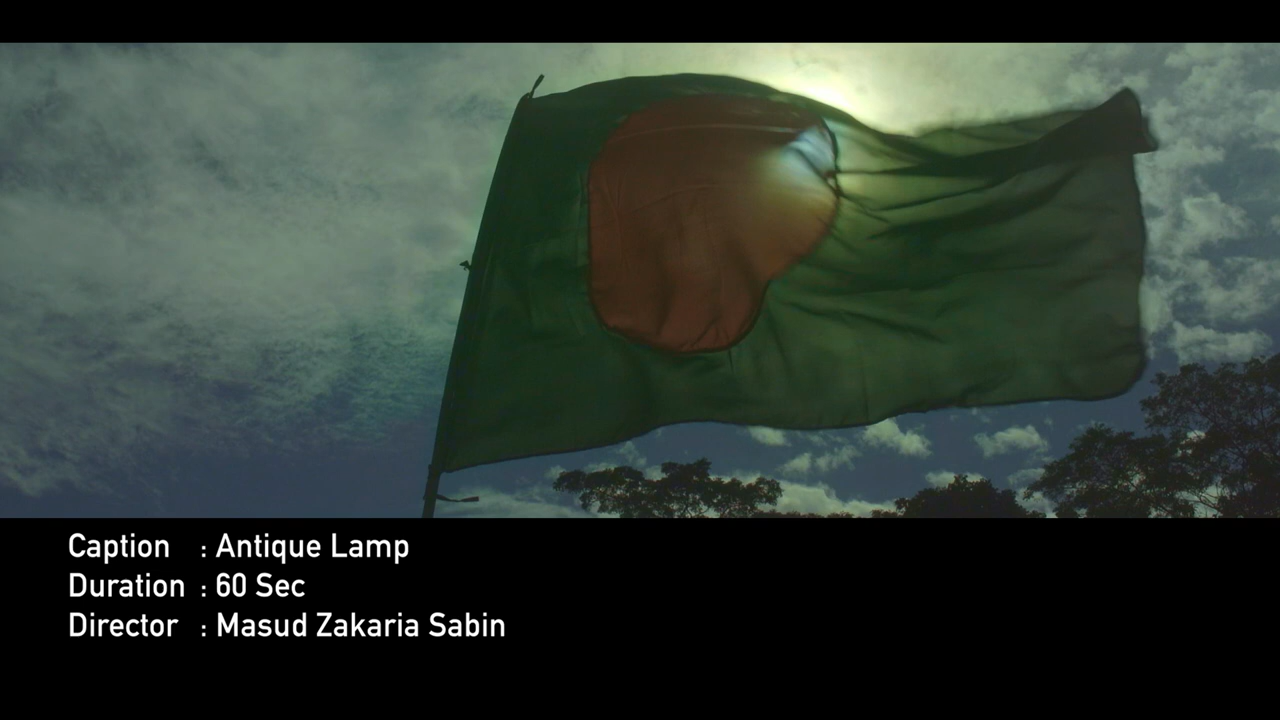 Caption : Antique Lamp
Duration : 60 Sec
Director : Masud Zakaria Sabin